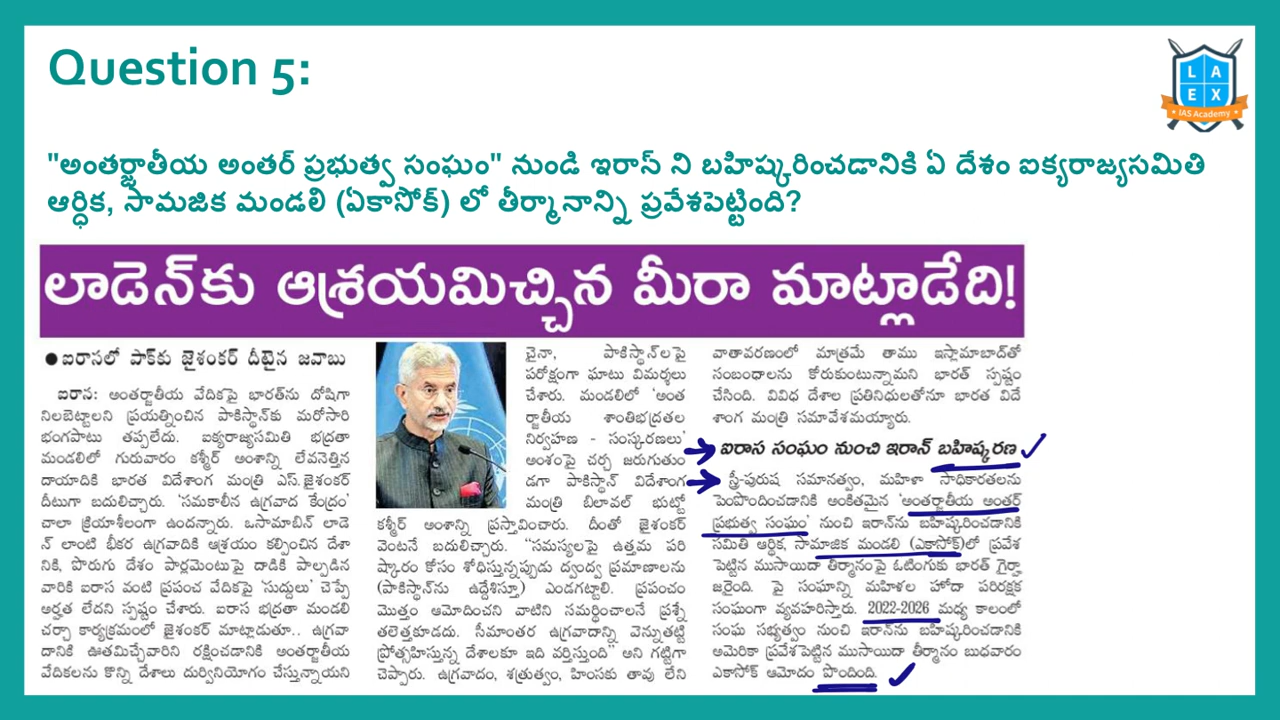 Question 5:
L A
E X
IAS Academy
"అంతర్జాతీయ అంతర్ ప్రభుత్వ సంఘం" నుండి ఇరాన్ ని బహిష్కరించడానికి ఏ దేశం ఐక్యరాజ్యసమితి
ఆర్ధిక, సామజిక మండలి (ఏకాసోక్) లో తీర్మానాన్ని ప్రవేశపెట్టింది?
లాడెన్‌కు ఆశ్రయమిచ్చిన మీరా మాట్లాడేది!
● ఐరాసలో పాక్‌కు జైశంకర్ దీటైన జవాబు
ఐరాస: అంతర్జాతీయ వేదికపై భారత్‌ను దోషిగా
నిలబెట్టాలని ప్రయత్నించిన పాకిస్థాన్‌కు మరోసారి
భంగపాటు తప్పలేదు. ఐక్యరాజ్యసమితి భద్రతా
మండలిలో గురువారం కశ్మీర్ అంశాన్ని లేవనెత్తిన
దాయాదికి భారత విదేశాంగ మంత్రి ఎస్.జైశంకర్
దీటుగా బదులిచ్చారు. ‘సమకాలీన ఉగ్రవాద కేంద్రం’
చాలా క్రియాశీలంగా ఉందన్నారు. ఒసామాబిన్ లాడె
న్ లాంటి భీకర ఉగ్రవాదికి ఆశ్రయం కల్పించిన దేశా
నికి, పొరుగు దేశం పార్లమెంటుపై దాడికి పాల్పడిన
వారికి ఐరాస వంటి ప్రపంచ వేదికపై ‘సుద్దులు’ చెప్పే
అర్హత లేదని స్పష్టం చేశారు. ఐరాస భద్రతా మండలి
చర్చా కార్యక్రమంలో జైశంకర్ మాట్లాడుతూ.. ఉగ్రవా
దానికి ఊతమిచ్చేవారిని రక్షించడానికి అంతర్జాతీయ
వేదికలను కొన్ని దేశాలు దుర్వినియోగం చేస్తున్నాయని
చైనా, పాకిస్థాన్‌లపై
పరోక్షంగా ఘాటు విమర్శలు
చేశారు. మండలిలో ‘అంత
ర్జాతీయ శాంతిభద్రతల
నిర్వహణ - సంస్కరణలు’
అంశంపై చర్చ జరుగుతుం
డగా పాకిస్థాన్ విదేశాంగ
మంత్రి బిలావల్ భుట్టో
కశ్మీర్ అంశాన్ని ప్రస్తావించారు. దీంతో జైశంకర్
వెంటనే బదులిచ్చారు. ‘‘సమస్యలపై ఉత్తమ పరి
ష్కారం కోసం శోధిస్తున్నప్పుడు ద్వంద్వ ప్రమాణాలను
(పాకిస్థాన్‌ను ఉద్దేశిస్తూ) ఎండగట్టాలి. ప్రపంచం
మొత్తం ఆమోదించని వాటిని సమర్థించాలనే ప్రశ్నే
తలెత్తకూడదు. సీమాంతర ఉగ్రవాదాన్ని వెన్నుతట్టి
ప్రోత్సహిస్తున్న దేశాలకూ ఇది వర్తిస్తుంది’’ అని గట్టిగా
చెప్పారు. ఉగ్రవాదం, శత్రుత్వం, హింసకు తావు లేని
వాతావరణంలో మాత్రమే తాము ఇస్లామాబాద్‌తో
సంబంధాలను కోరుకుంటున్నామని భారత్ స్పష్టం
చేసింది. వివిధ దేశాల ప్రతినిధులతోనూ భారత విదే
శాంగ మంత్రి సమావేశమయ్యారు.
ఐరాస సంఘం నుంచి ఇరాన్ బహిష్కరణ
స్త్రీ-పురుష సమానత్వం, మహిళా సాధికారతలను
పెంపొందించడానికి అంకితమైన ‘అంతర్జాతీయ అంతర్
ప్రభుత్వ సంఘం’ నుంచి ఇరాన్‌ను బహిష్కరించడానికి
సమితి ఆర్థిక, సామాజిక మండలి (ఎకాసోక్)లో ప్రవేశ
పెట్టిన ముసాయిదా తీర్మానంపై ఓటింగుకు భారత్ గైర్హా
జరైంది. పై సంఘాన్ని మహిళల హోదా పరిరక్షక
సంఘంగా వ్యవహరిస్తారు. 2022-2026 మధ్య కాలంలో
సంఘ సభ్యత్వం నుంచి ఇరాన్‌ను బహిష్కరించడానికి
అమెరికా ప్రవేశపెట్టిన ముసాయిదా తీర్మానం బుధవారం
ఎకాసోక్ ఆమోదం పొందింది.